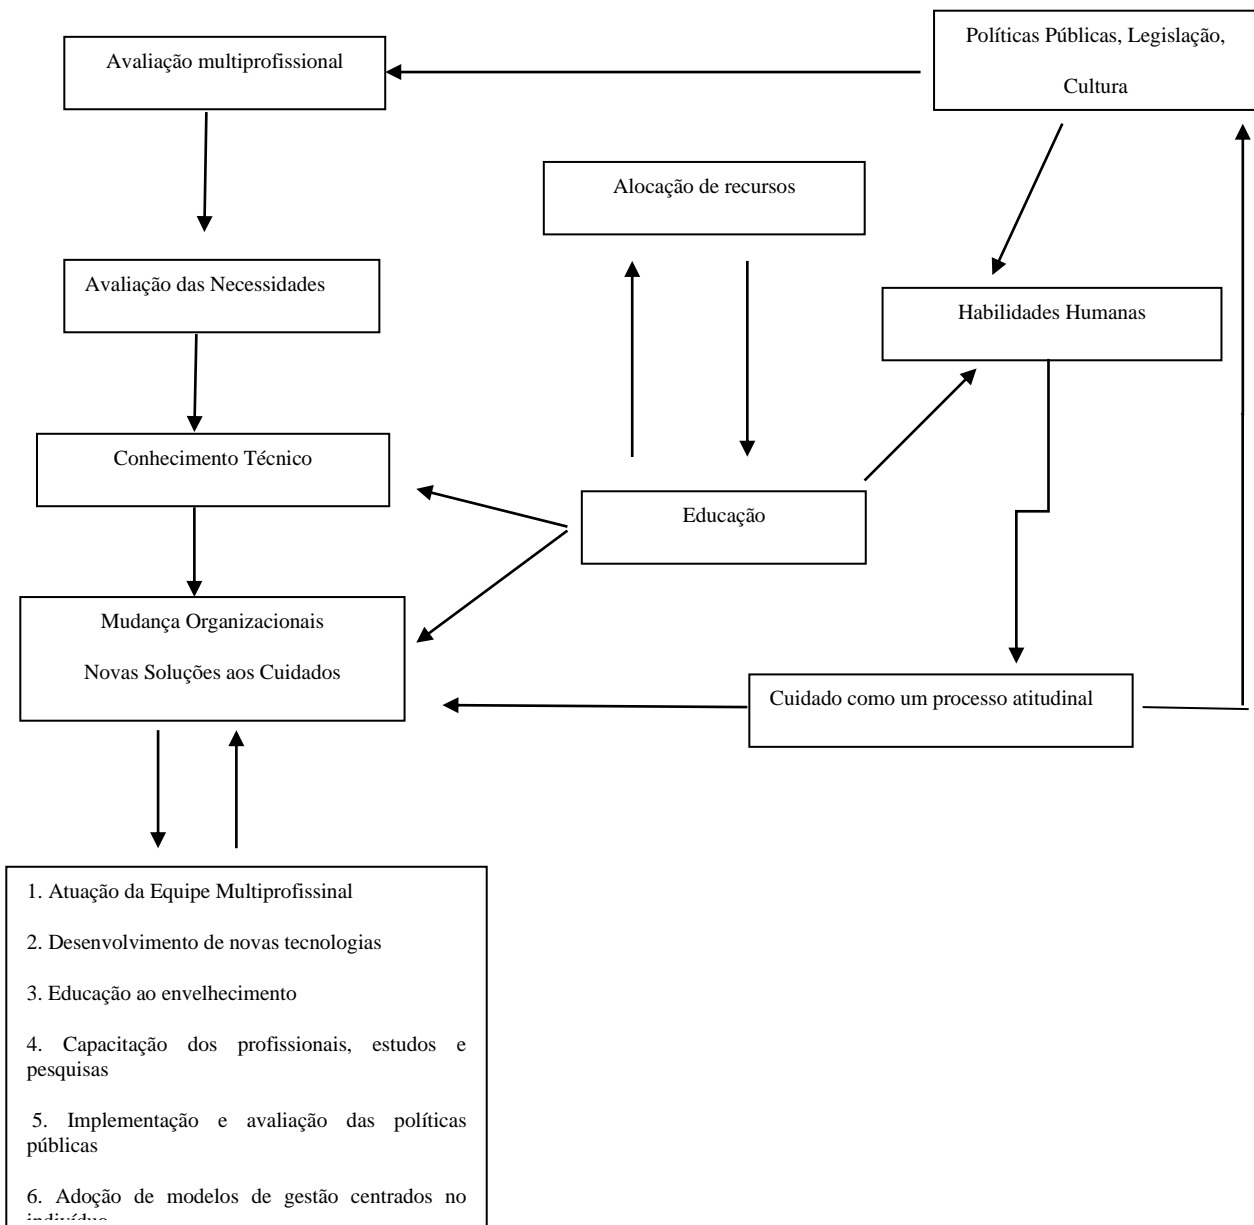 Políticas Públicas, Legislação,
Cultura
Avaliação multiprofissional
Alocação de recursos
Avaliação das Necessidades
Habilidades Humanas
Conhecimento Técnico
Educação
Mudança Organizacionais
Novas Soluções aos Cuidados
Cuidado como um processo atitudinal
1. Atuação da Equipe Multiprofissinal
2. Desenvolvimento de novas tecnologias
3. Educação ao envelhecimento
4. Capacitação dos profissionais, estudos e
pesquisas
5. Implementação e avaliação das políticas
públicas
6. Adoção de modelos de gestão centrados no
indivíduo